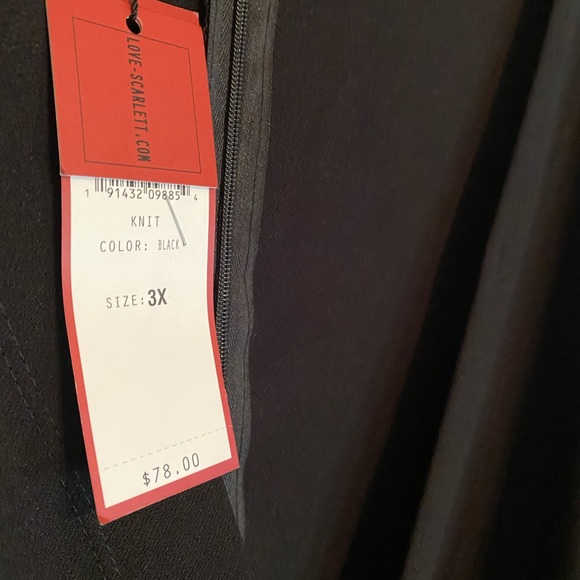 LOVE-SCARLETT.COM
1 91432 09885 4
KNIT
COLOR: BLACK
SIZE: 3X
$78.00